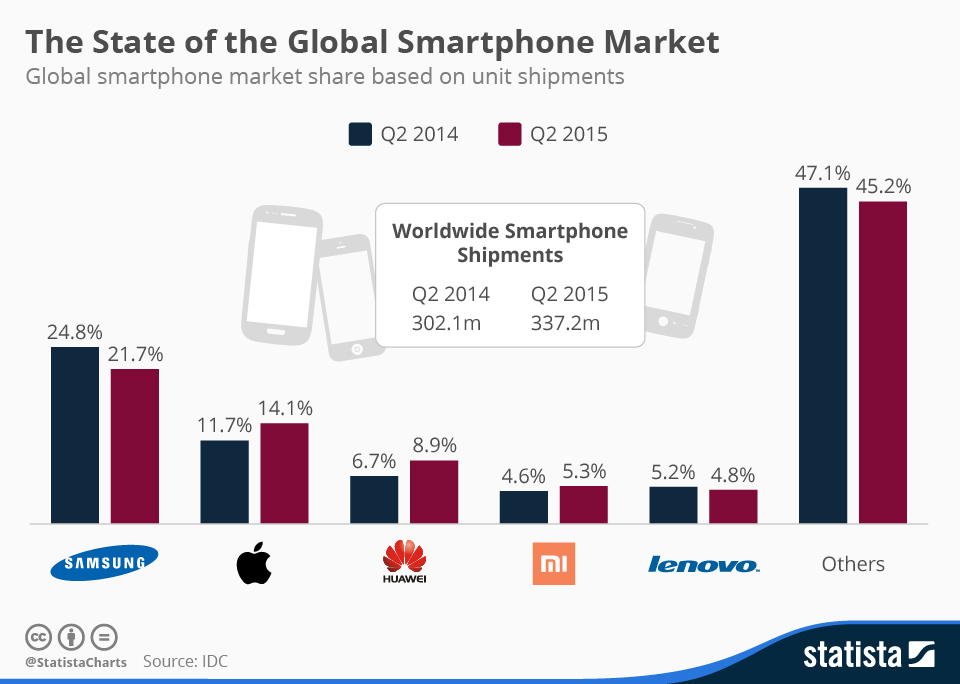 The State of the Global Smartphone Market
Global smartphone market share based on unit shipments
Q2 2014 Q2 2015
Worldwide Smartphone
Shipments
Q2 2014 Q2 2015
302.1m 337.2m
24.8% 21.7% 11.7% 14.1% 6.7% 8.9% 4.6% 5.3% 5.2% 4.8% 47.1% 45.2%
SAMSUNG HUAWEI MI lenovo Others
cc
@StatistaCharts Source: IDC
statista